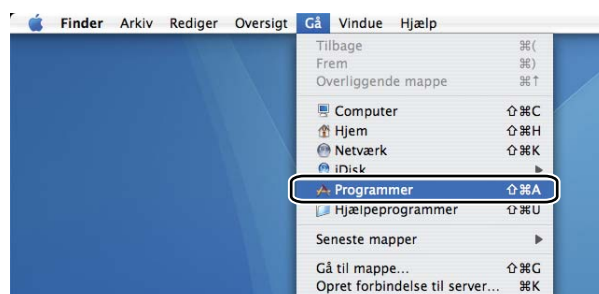 Finder Arkiv Rediger Oversigt Gå Vindue Hjælp
Tilbage ⌘(
Frem ⌘)
Overliggende mappe ⌘↑
Computer ⇧⌘C
Hjem ⇧⌘H
Netværk ⇧⌘K
iDisk
Programmer ⇧⌘A
Hjælpeprogrammer ⇧⌘U
Seneste mapper
Gå til mappe... ⇧⌘G
Opret forbindelse til server... ⌘K